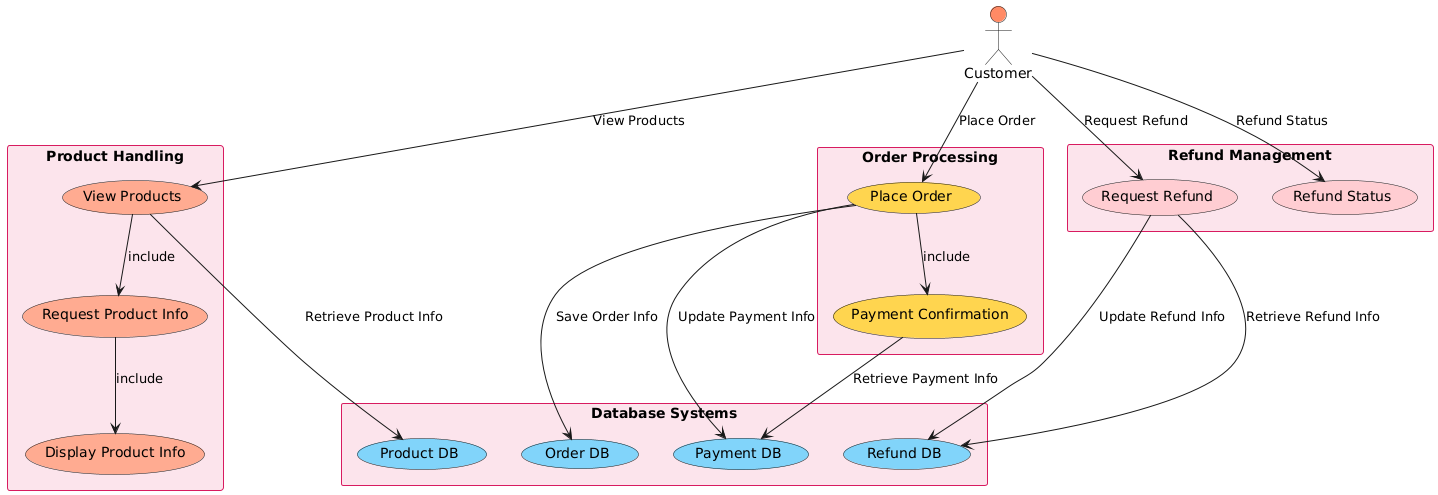 Customer
View Products
Place Order
Request Refund
Refund Status
Product Handling
Order Processing
Refund Management
View Products
Place Order
Request Refund
Refund Status
include
include
Request Product Info
Retrieve Product Info
Save Order Info
Update Payment Info
Payment Confirmation
Update Refund Info
Retrieve Refund Info
include
Retrieve Payment Info
Database Systems
Display Product Info
Product DB
Order DB
Payment DB
Refund DB